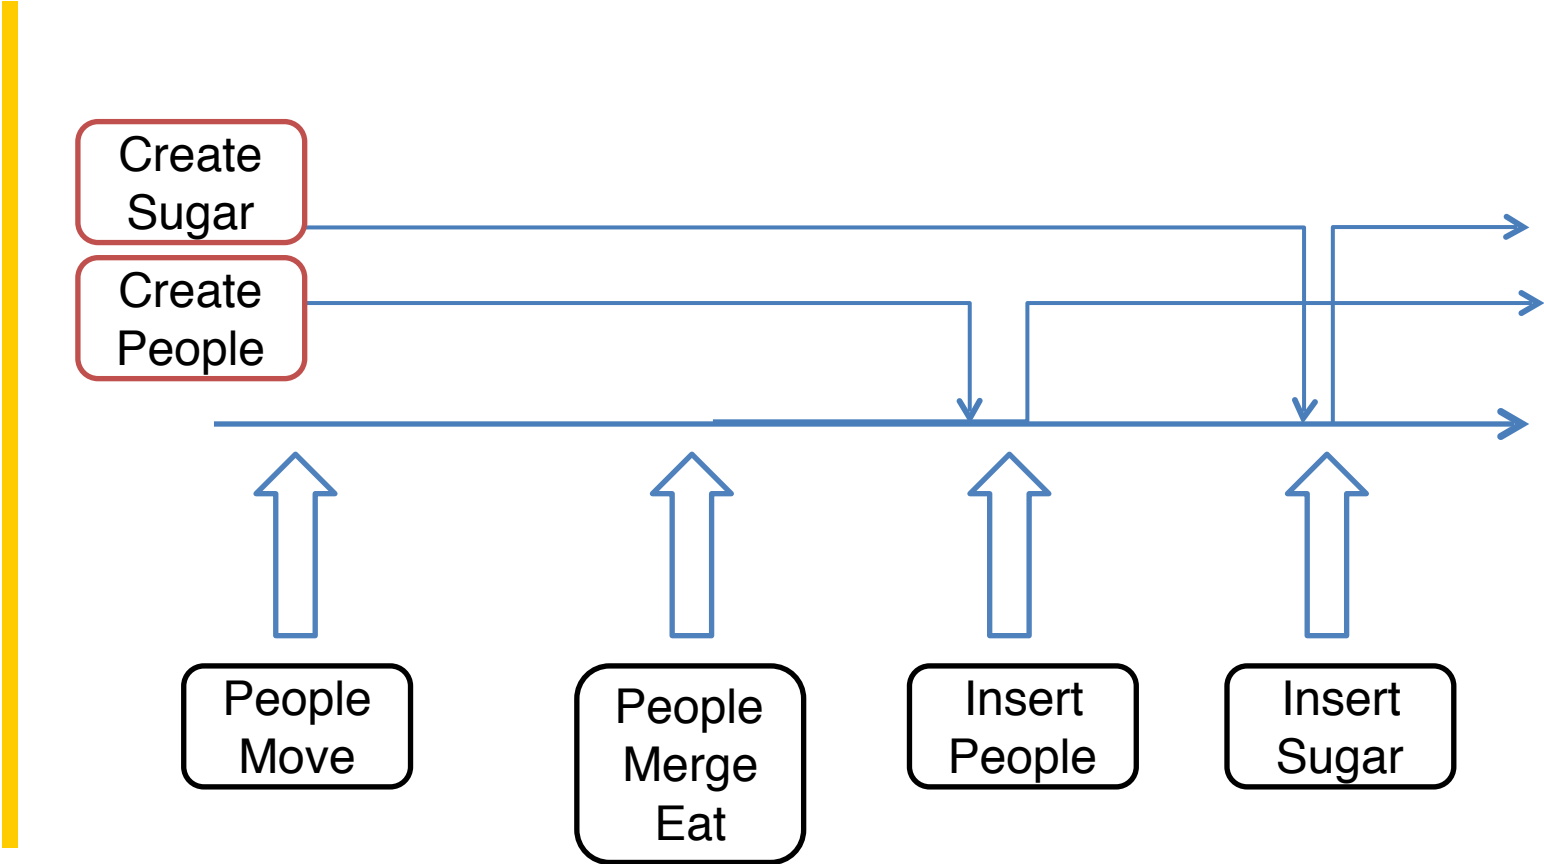 Create
Sugar
Create
People
People
Move
People
Merge
Eat
Insert
People
Insert
Sugar